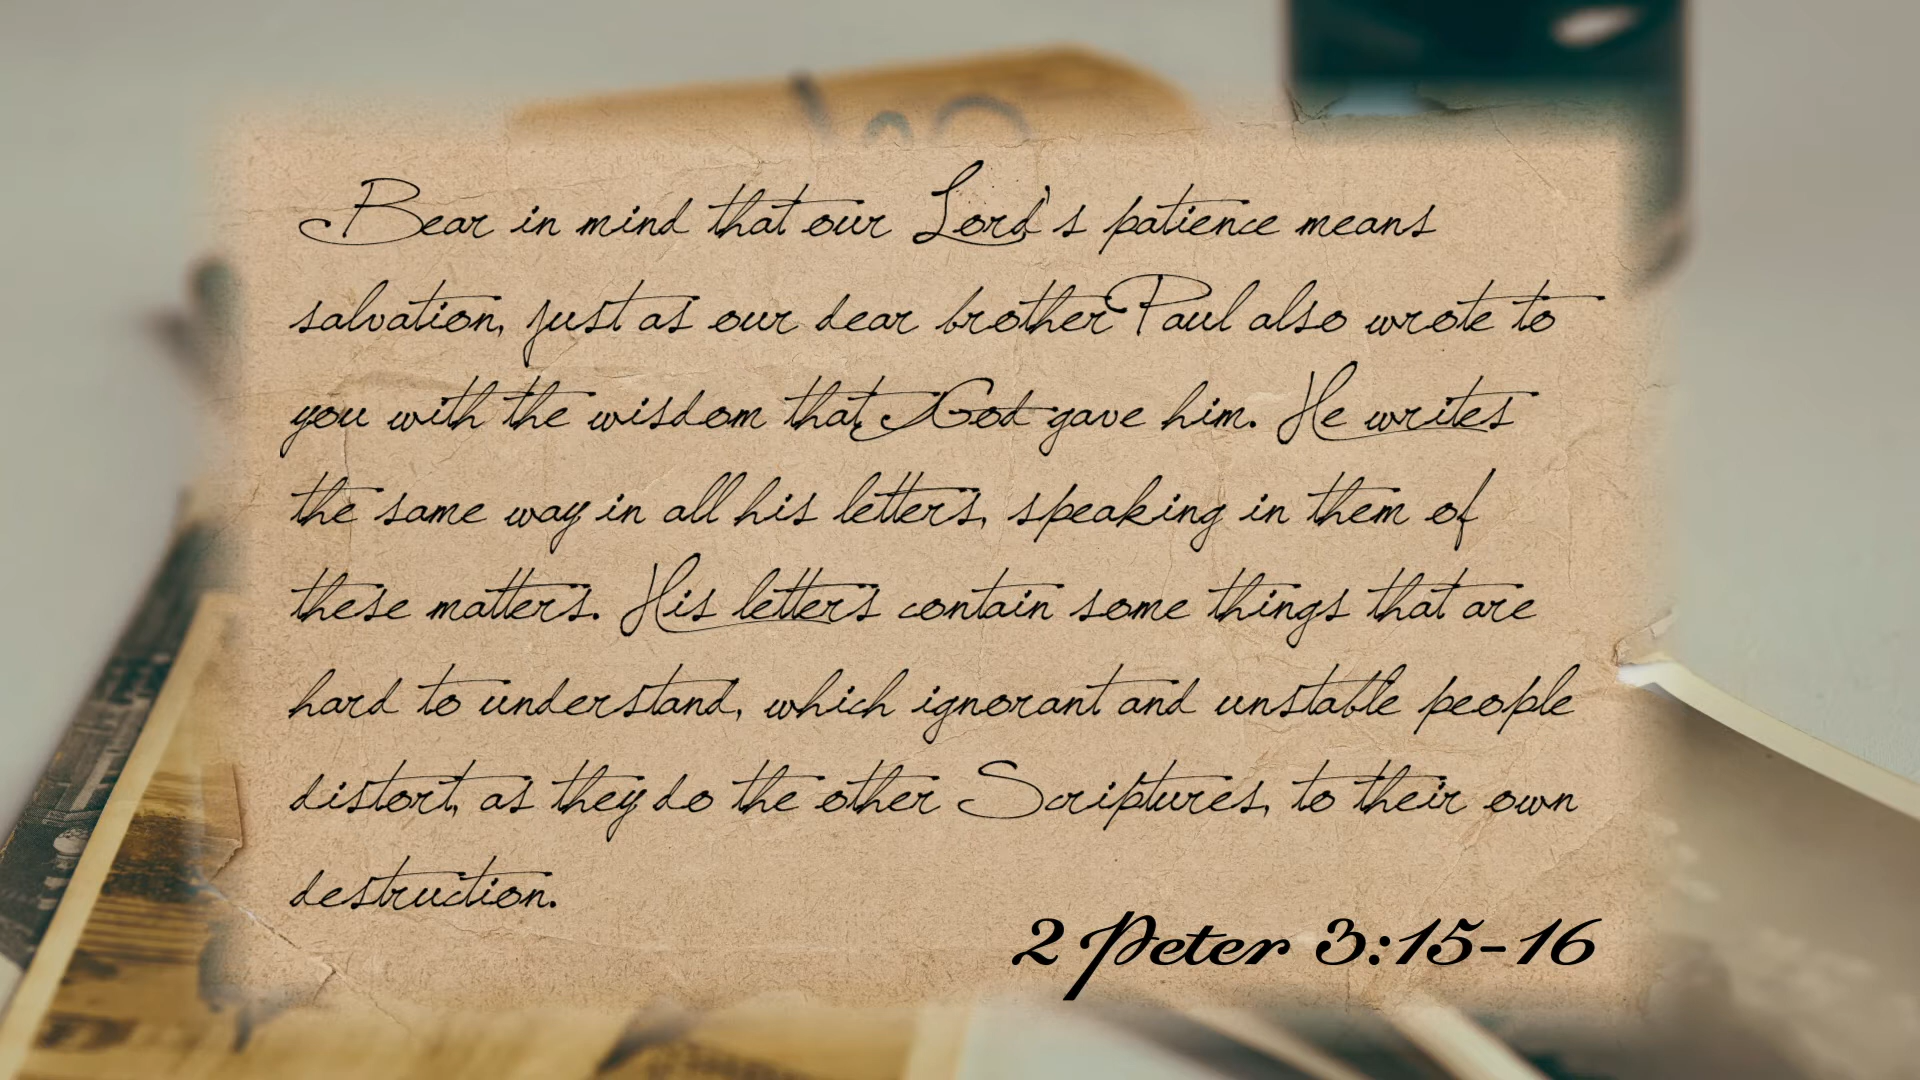 Bear in mind that our Lord's patience means
salvation, just as our dear brother Paul also wrote to
you with the wisdom that God gave him. He writes
the same way in all his letters, speaking in them of
these matters. His letters contain some things that are
hard to understand, which ignorant and unstable people
distort, as they do the other Scriptures, to their own
destruction.
2 Peter 3:15-16